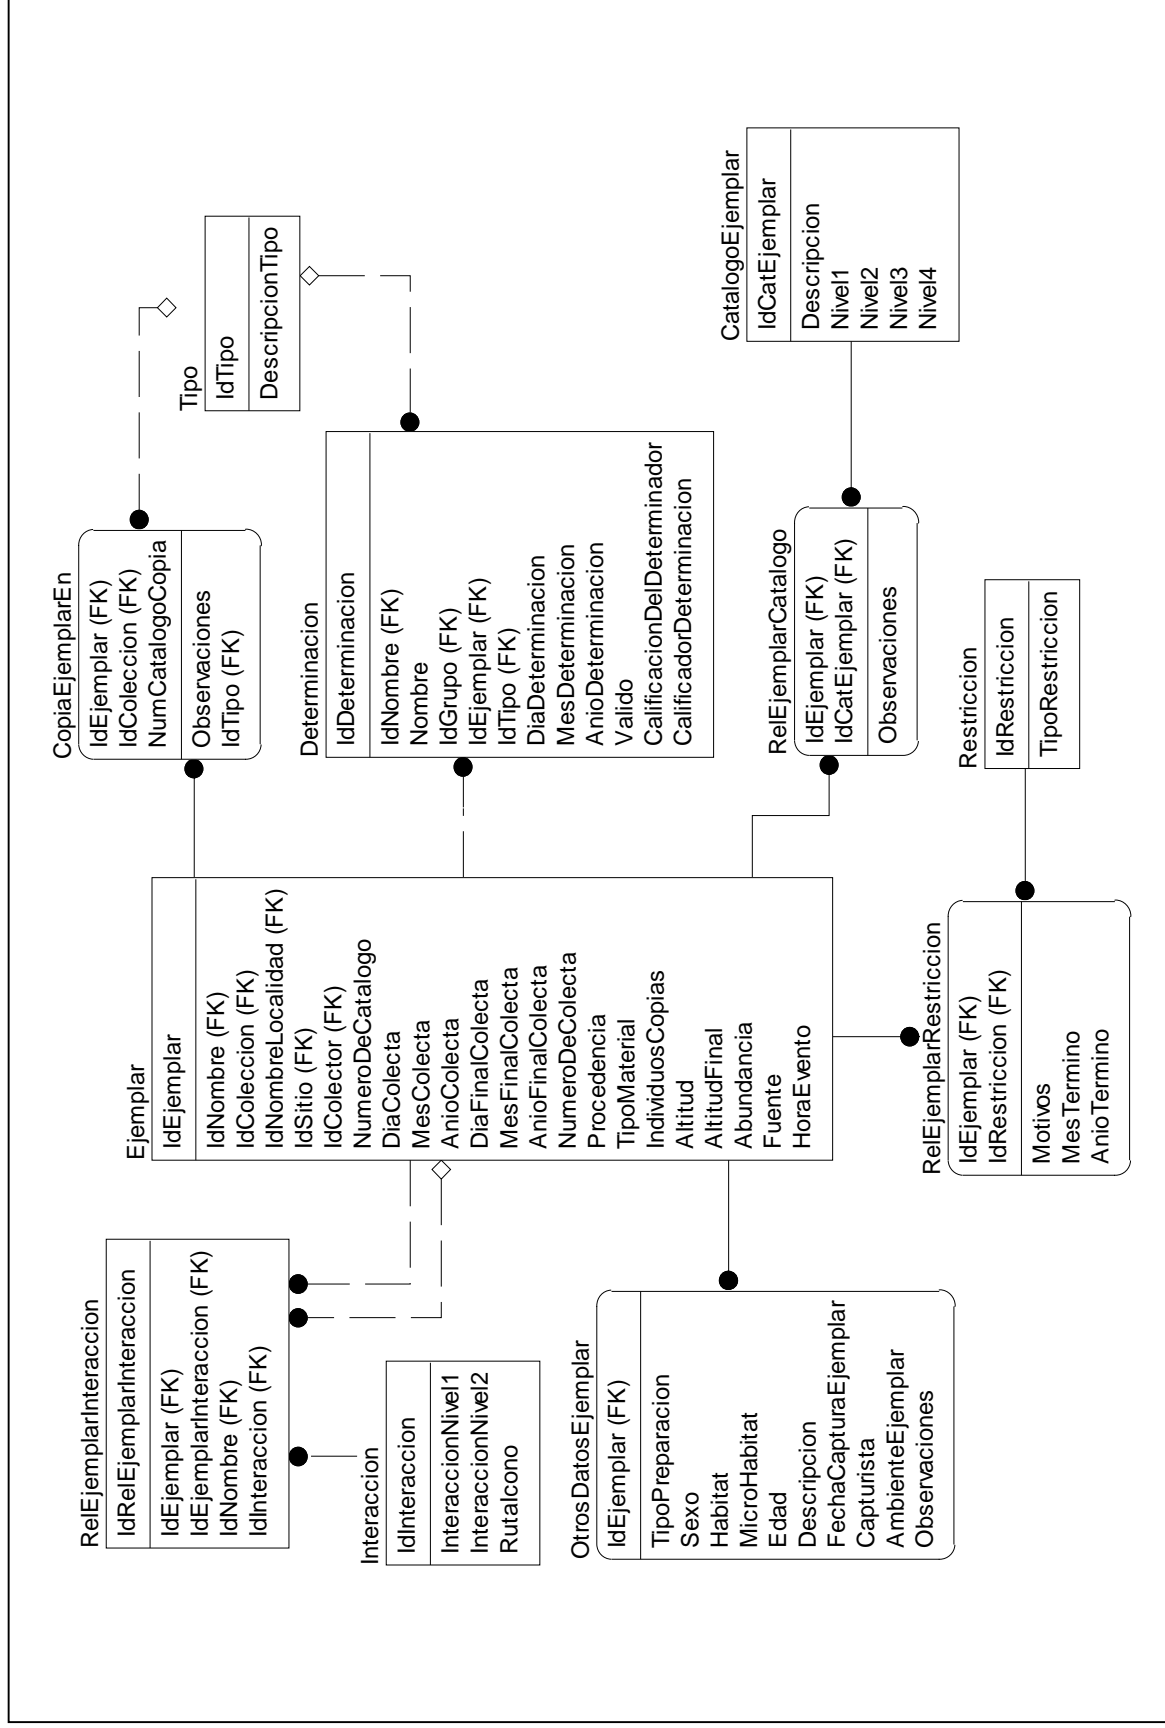 RelEjemplarInteraccion
IdRelEjemplarInteraccion
IdEjemplar (FK)
IdEjemplarInteraccion (FK)
IdNombre (FK)
IdInteraccion (FK)
Interaccion
IdInteraccion
InteraccionNivel1
InteraccionNivel2
RutaIcono
OtrosDatosEjemplar
IdEjemplar (FK)
TipoPreparacion
Sexo
Habitat
MicroHabitat
Edad
Descripcion
FechaCapturaEjemplar
Capturista
AmbienteEjemplar
Observaciones
Ejemplar
IdEjemplar
IdNombre (FK)
IdColeccion (FK)
IdNombreLocalidad (FK)
IdSitio (FK)
IdColector (FK)
NumeroDeCatalogo
DiaColecta
MesColecta
AnioColecta
DiaFinalColecta
MesFinalColecta
AnioFinalColecta
NumeroDeColecta
Procedencia
TipoMaterial
IndividuosCopias
Altitud
AltitudFinal
Abundancia
Fuente
HoraEvento
RelEjemplarRestriccion
IdEjemplar (FK)
IdRestriccion (FK)
Motivos
MesTermino
AnioTermino
CopiaEjemplarEn
IdEjemplar (FK)
IdColeccion (FK)
NumCatalogoCopia
Observaciones
IdTipo (FK)
Determinacion
IdDeterminacion
IdNombre (FK)
Nombre
IdGrupo (FK)
IdEjemplar (FK)
IdTipo (FK)
DiaDeterminacion
MesDeterminacion
AnioDeterminacion
Valido
CalificacionDelDeterminador
CalificadorDeterminacion
RelEjemplarCatalogo
IdEjemplar (FK)
IdCatEjemplar (FK)
Observaciones
Restriccion
IdRestriccion
TipoRestriccion
Tipo
IdTipo
DescripcionTipo
CatalogoEjemplar
IdCatEjemplar
Descripcion
Nivel1
Nivel2
Nivel3
Nivel4